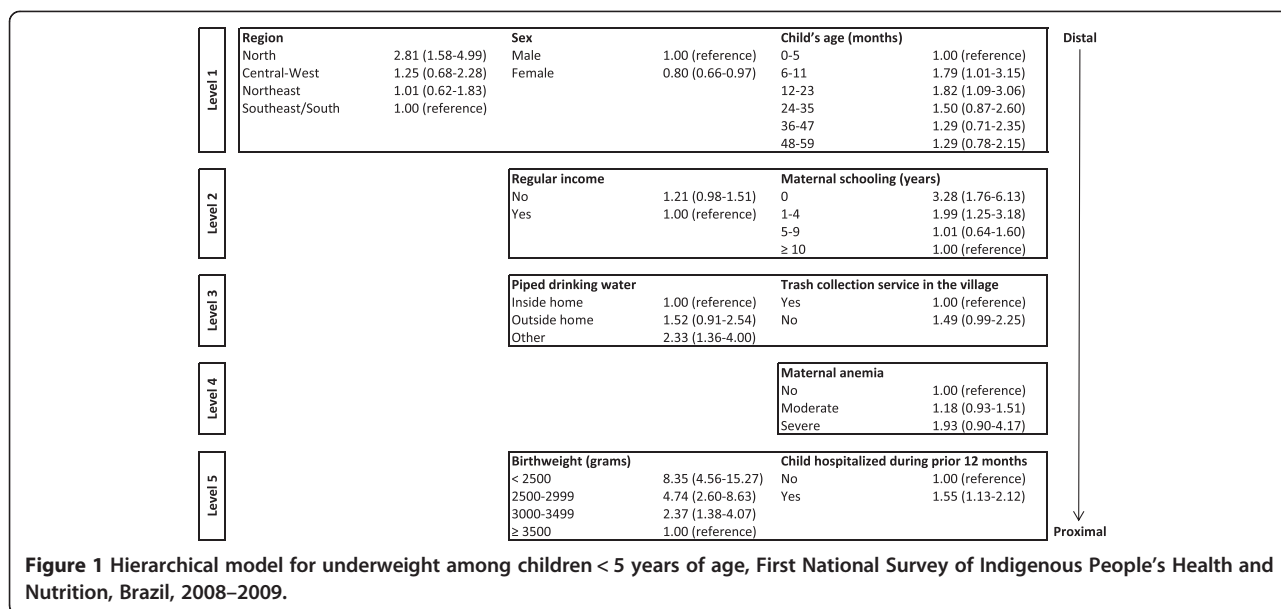 Level 1
Region
North 2.81 (1.58-4.99)
Central-West 1.25 (0.68-2.28)
Northeast 1.01 (0.62-1.83)
Southeast/South 1.00 (reference)
Sex
Male 1.00 (reference)
Female 0.80 (0.66-0.97)
Child's age (months)
0-5 1.00 (reference)
6-11 1.79 (1.01-3.15)
12-23 1.82 (1.09-3.06)
24-35 1.50 (0.87-2.60)
36-47 1.29 (0.71-2.35)
48-59 1.29 (0.78-2.15)
Distal
Level 2
Regular income
No 1.21 (0.98-1.51)
Yes 1.00 (reference)
Maternal schooling (years)
0 3.28 (1.76-6.13)
1-4 1.99 (1.25-3.18)
5-9 1.01 (0.64-1.60)
≥ 10 1.00 (reference)
Level 3
Piped drinking water
Inside home 1.00 (reference)
Outside home 1.52 (0.91-2.54)
Other 2.33 (1.36-4.00)
Trash collection service in the village
Yes 1.00 (reference)
No 1.49 (0.99-2.25)
Level 4
Maternal anemia
No 1.00 (reference)
Moderate 1.18 (0.93-1.51)
Severe 1.93 (0.90-4.17)
Level 5
Birthweight (grams)
< 2500 8.35 (4.56-15.27)
2500-2999 4.74 (2.60-8.63)
3000-3499 2.37 (1.38-4.07)
≥ 3500 1.00 (reference)
Child hospitalized during prior 12 months
No 1.00 (reference)
Yes 1.55 (1.13-2.12)
Proximal
Figure 1 Hierarchical model for underweight among children < 5 years of age, First National Survey of Indigenous People's Health and
Nutrition, Brazil, 2008–2009.